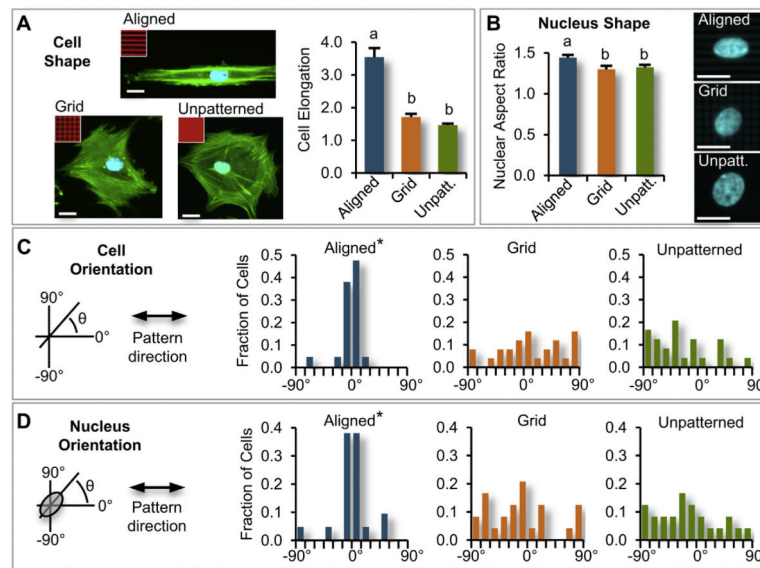 A
Cell
Shape
Aligned
Grid
Unpatterned
Cell Elongation
4.0
3.0
2.0
1.0
0.0
a
b
b
Aligned
Grid
Unpatt.
B
Nucleus Shape
Nuclear Aspect Ratio
1.5
1.0
0.5
0.0
a
b
b
Aligned
Grid
Unpatt.
Aligned
Grid
Unpatt.
C
Cell
Orientation
90°
θ
0°
-90°
Pattern
direction
Fraction of Cells
Aligned*
0.5
0.4
0.3
0.2
0.1
0
-90° 0° 90°
Grid
0.5
0.4
0.3
0.2
0.1
0
-90° 0° 90°
Unpatterned
0.5
0.4
0.3
0.2
0.1
0
-90° 0° 90°
D
Nucleus
Orientation
90°
θ
0°
-90°
Pattern
direction
Fraction of Cells
Aligned*
0.4
0.3
0.2
0.1
0
-90° 0° 90°
Grid
0.4
0.3
0.2
0.1
0
-90° 0° 90°
Unpatterned
0.4
0.3
0.2
0.1
0
-90° 0° 90°